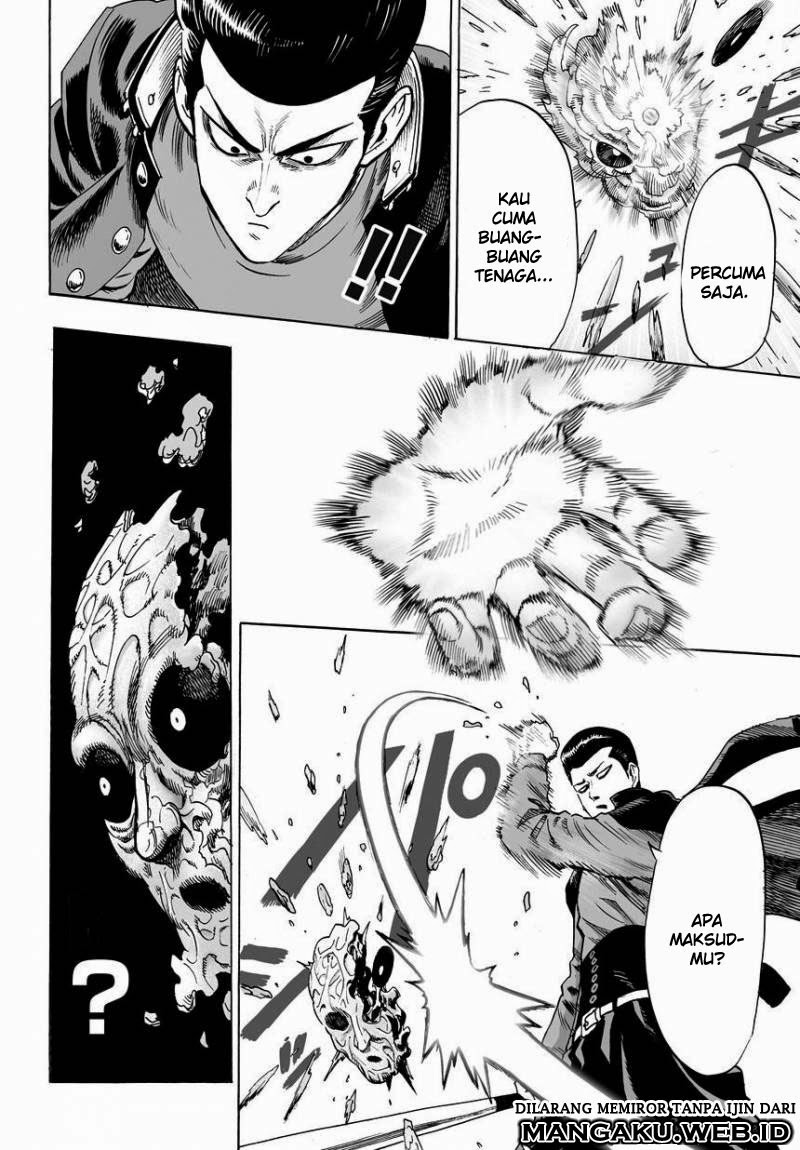 PERCUMA
SAJA.
KAU
CUMA
BUANG-
BUANG
TENAGA...
!!
APA
MAKSUD-
MU?
?
DILARANG MEMIROR TANPA IJIN DARI
MANGAKU.WEB.ID